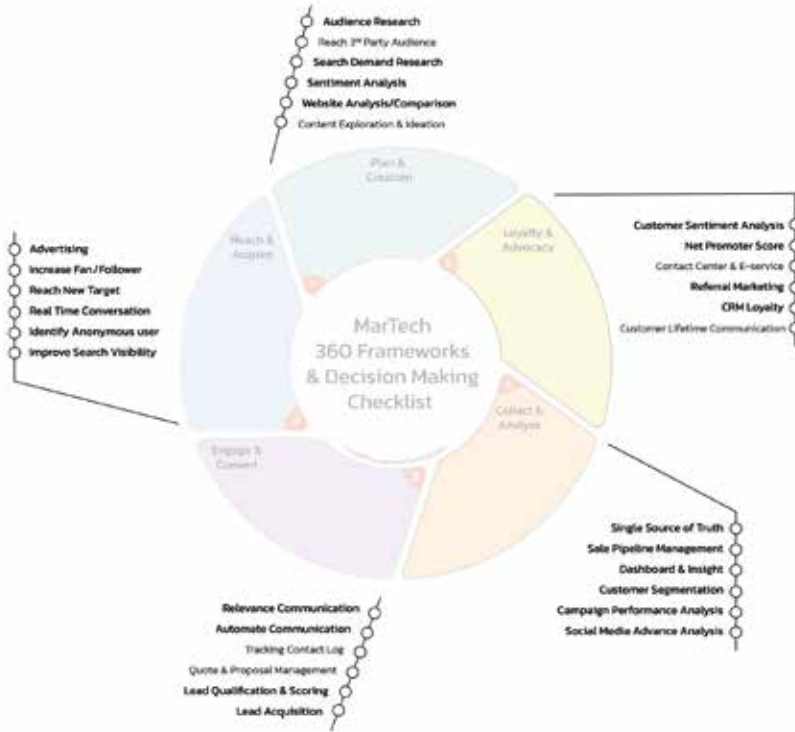 Audience Research
Reach 3rd Party Audience
Search Demand Research
Sentiment Analysis
Website Analysis/Comparison
Content Exploration & Ideation
Plan &
Creation
Reach &
Acquire
Loyalty &
Advocacy
Advertising
Increase Fan/Follower
Reach New Target
Real Time Conversation
Identify Anonymous user
Improve Search Visibility
Customer Sentiment Analysis
Net Promoter Score
Contact Center & E-service
Referral Marketing
CRM Loyalty
Customer Lifetime Communication
MarTech
360 Frameworks
& Decision Making
Checklist
Collect &
Analysis
Engage &
Convert
Single Source of Truth
Sale Pipeline Management
Dashboard & Insight
Customer Segmentation
Campaign Performance Analysis
Social Media Advance Analysis
Relevance Communication
Automate Communication
Tracking Contact Log
Quote & Proposal Management
Lead Qualification & Scoring
Lead Acquisition